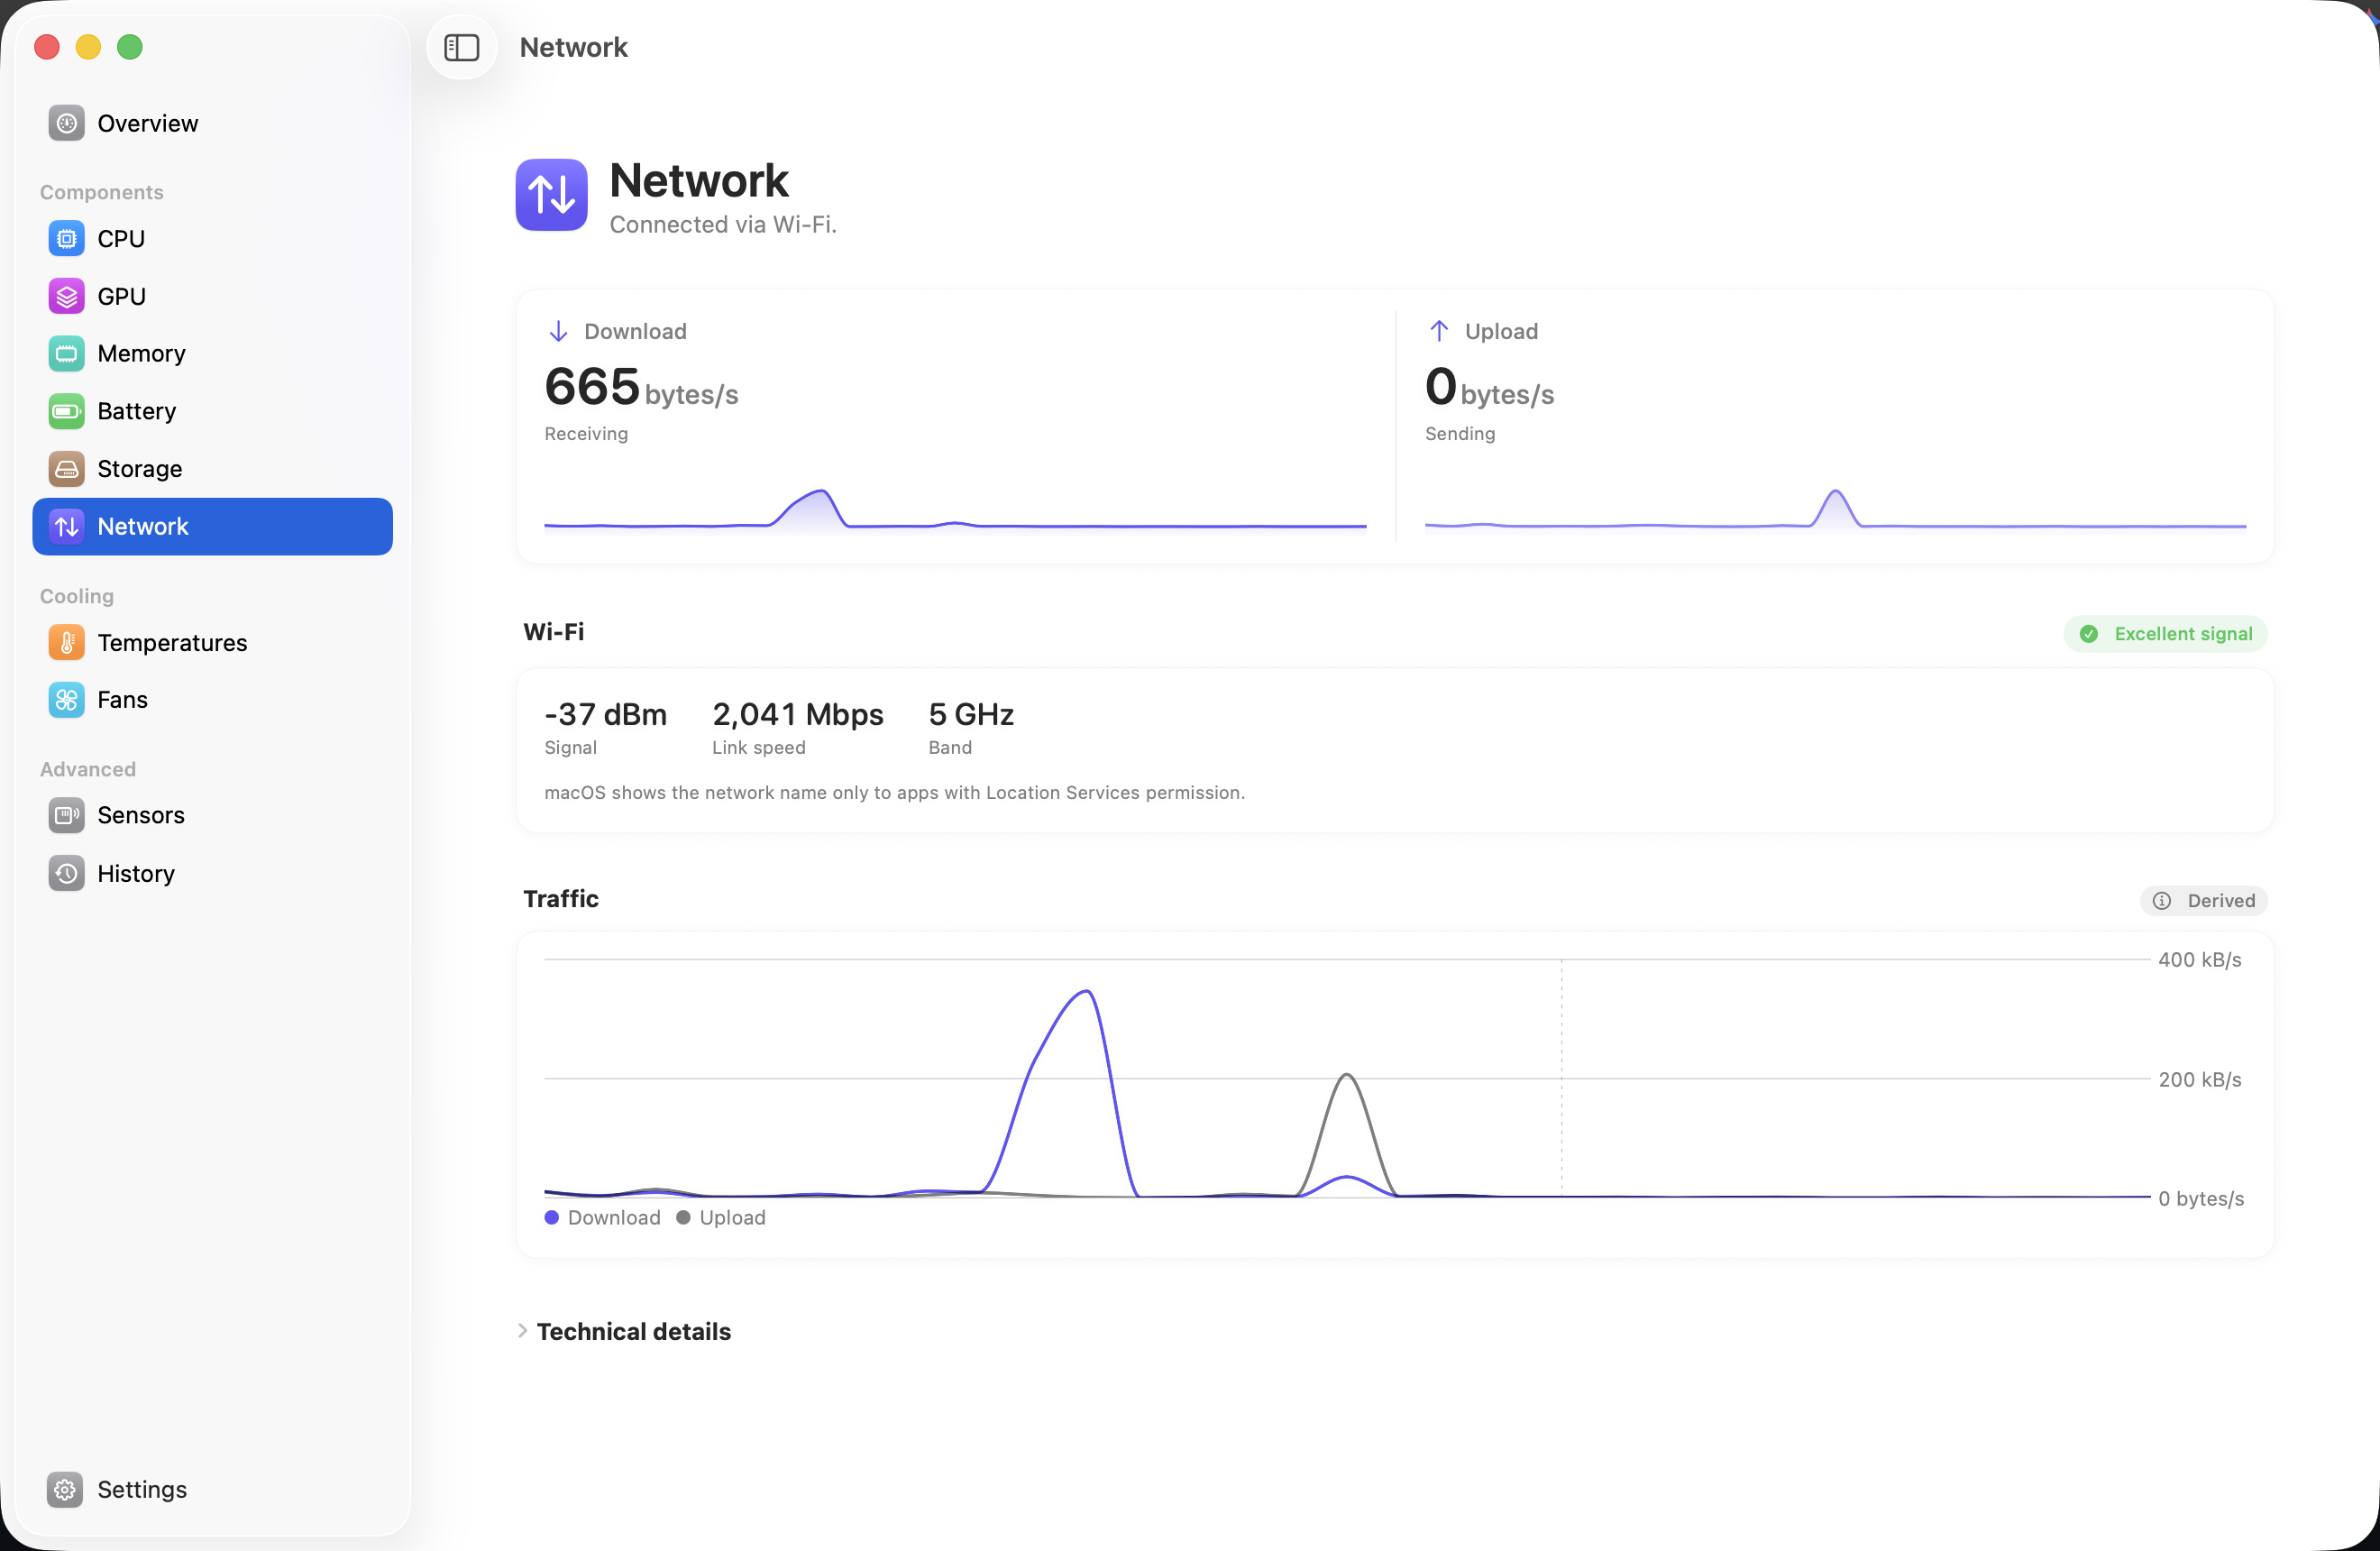 Network
Overview
Components
CPU
GPU
Memory
Battery
Storage
Network
Cooling
Temperatures
Fans
Advanced
Sensors
History
Settings
Network
Connected via Wi-Fi.
Download
665 bytes/s
Receiving
Upload
0 bytes/s
Sending
Wi-Fi
Excellent signal
-37 dBm
Signal
2,041 Mbps
Link speed
5 GHz
Band
macOS shows the network name only to apps with Location Services permission.
Traffic
Derived
400 kB/s
200 kB/s
0 bytes/s
Download
Upload
Technical details